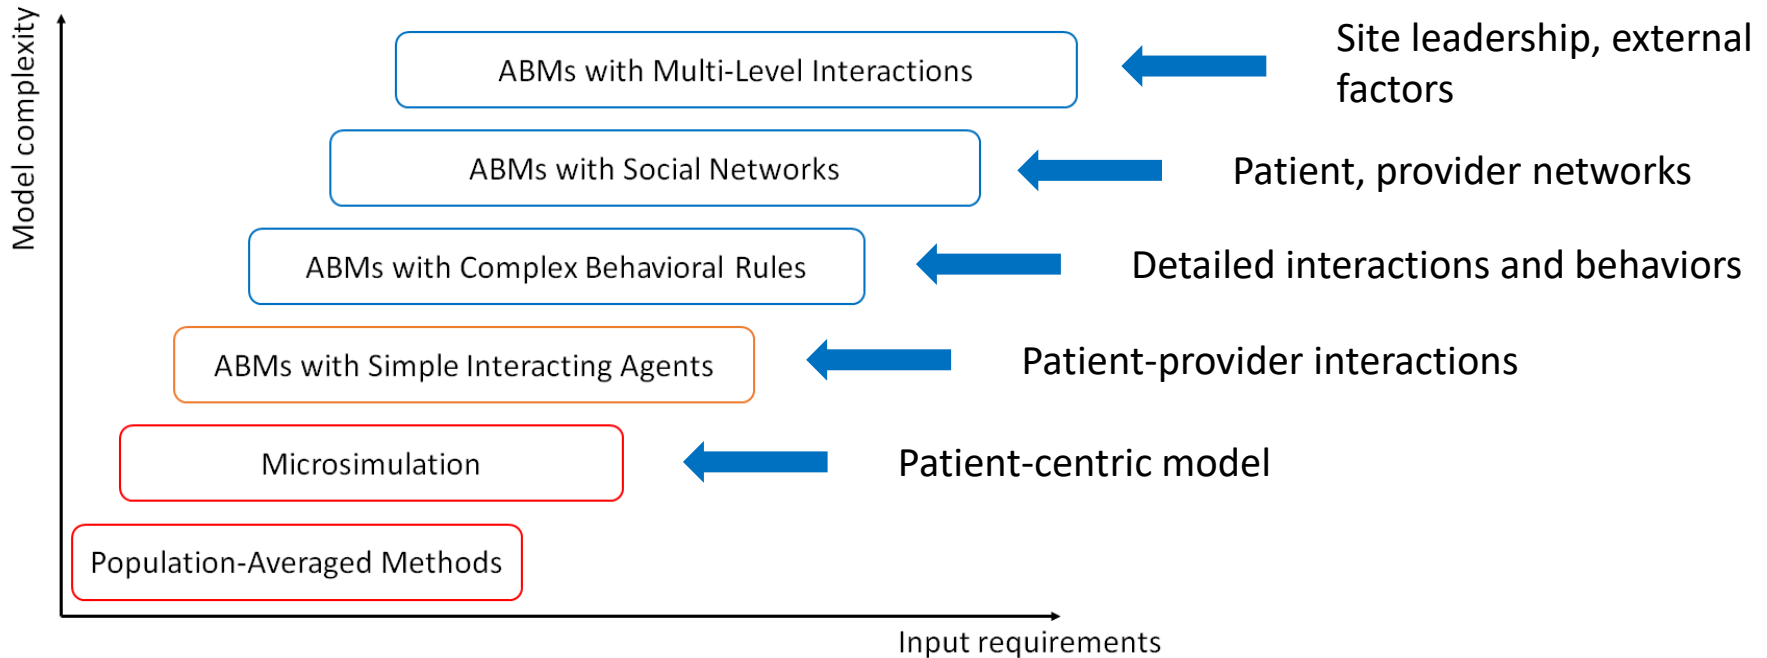 Model complexity
ABMs with Multi-Level Interactions
Site leadership, external
factors
ABMs with Social Networks
Patient, provider networks
ABMs with Complex Behavioral Rules
Detailed interactions and behaviors
ABMs with Simple Interacting Agents
Patient-provider interactions
Microsimulation
Patient-centric model
Population-Averaged Methods
Input requirements